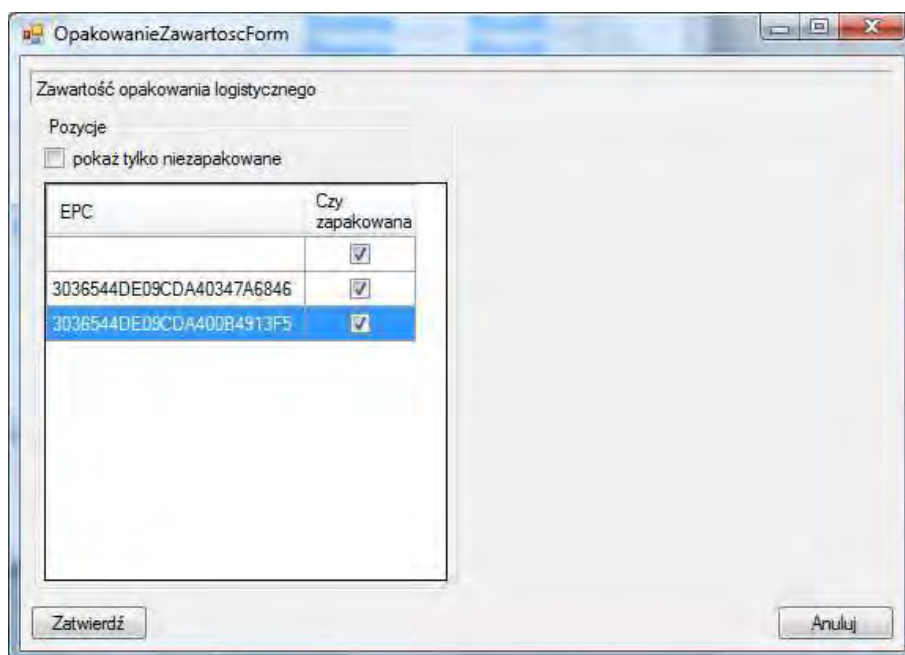 OpakowanieZawartoscForm
Zawartość opakowania logistycznego
Pozycje
pokaż tylko niezapakowane
EPC
Czy
zapakowana
3036544DE09CDA40347A6846
3036544DE09CDA400B4913F5
Zatwierdź
Anuluj